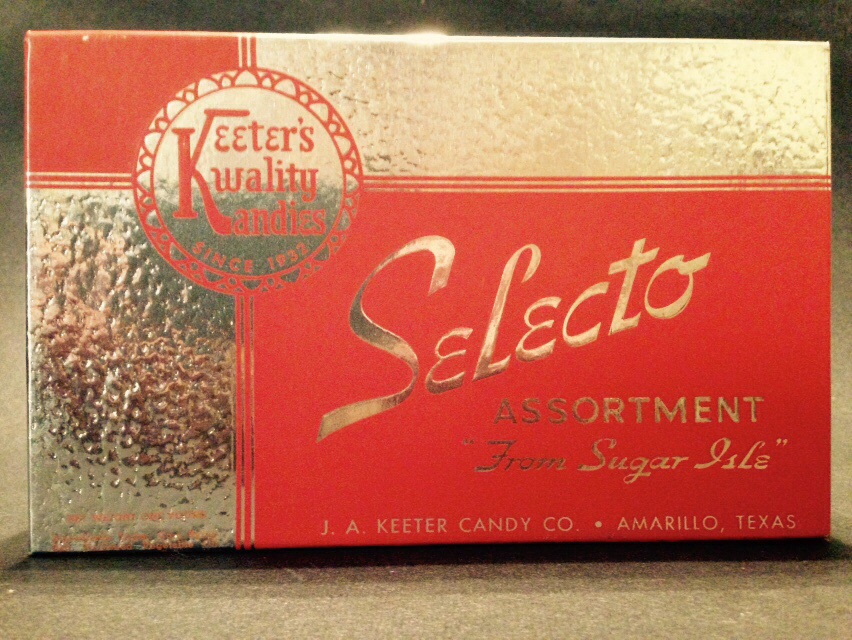 Keeter's
Kwality
Kandies
SINCE 1932
Selecto
ASSORTMENT
"From Sugar Isle"
J. A. KEETER CANDY CO. • AMARILLO, TEXAS